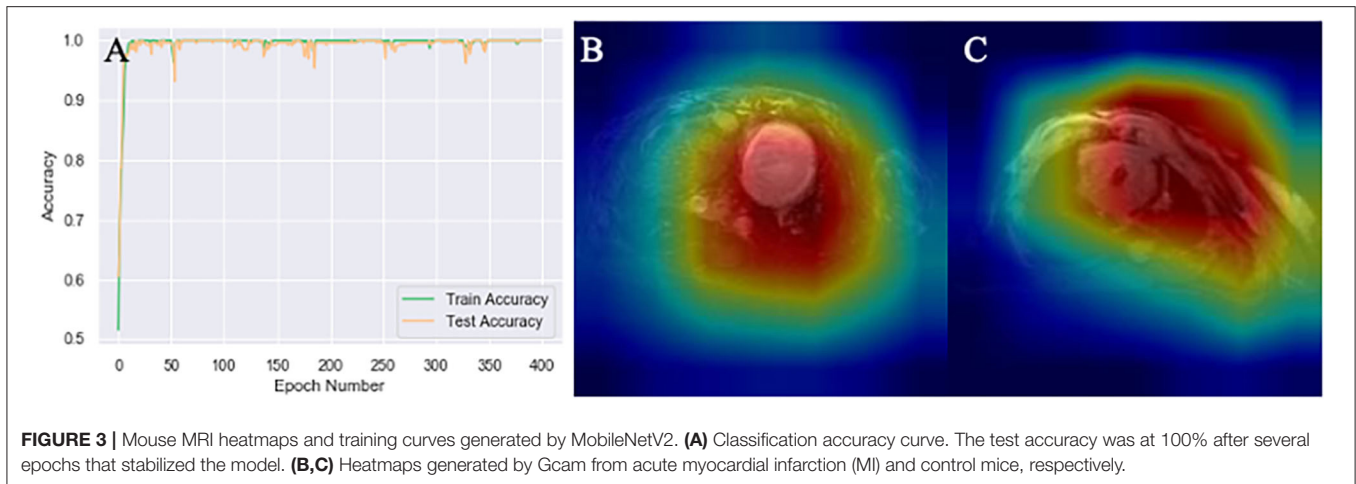 A
B
C
1.0
0.9
0.8
0.7
0.6
0.5
Accuracy
Train Accuracy
Test Accuracy
0 50 100 150 200 250 300 350 400
Epoch Number
FIGURE 3 | Mouse MRI heatmaps and training curves generated by MobileNetV2. (A) Classification accuracy curve. The test accuracy was at 100% after several
epochs that stabilized the model. (B,C) Heatmaps generated by Gcam from acute myocardial infarction (MI) and control mice, respectively.